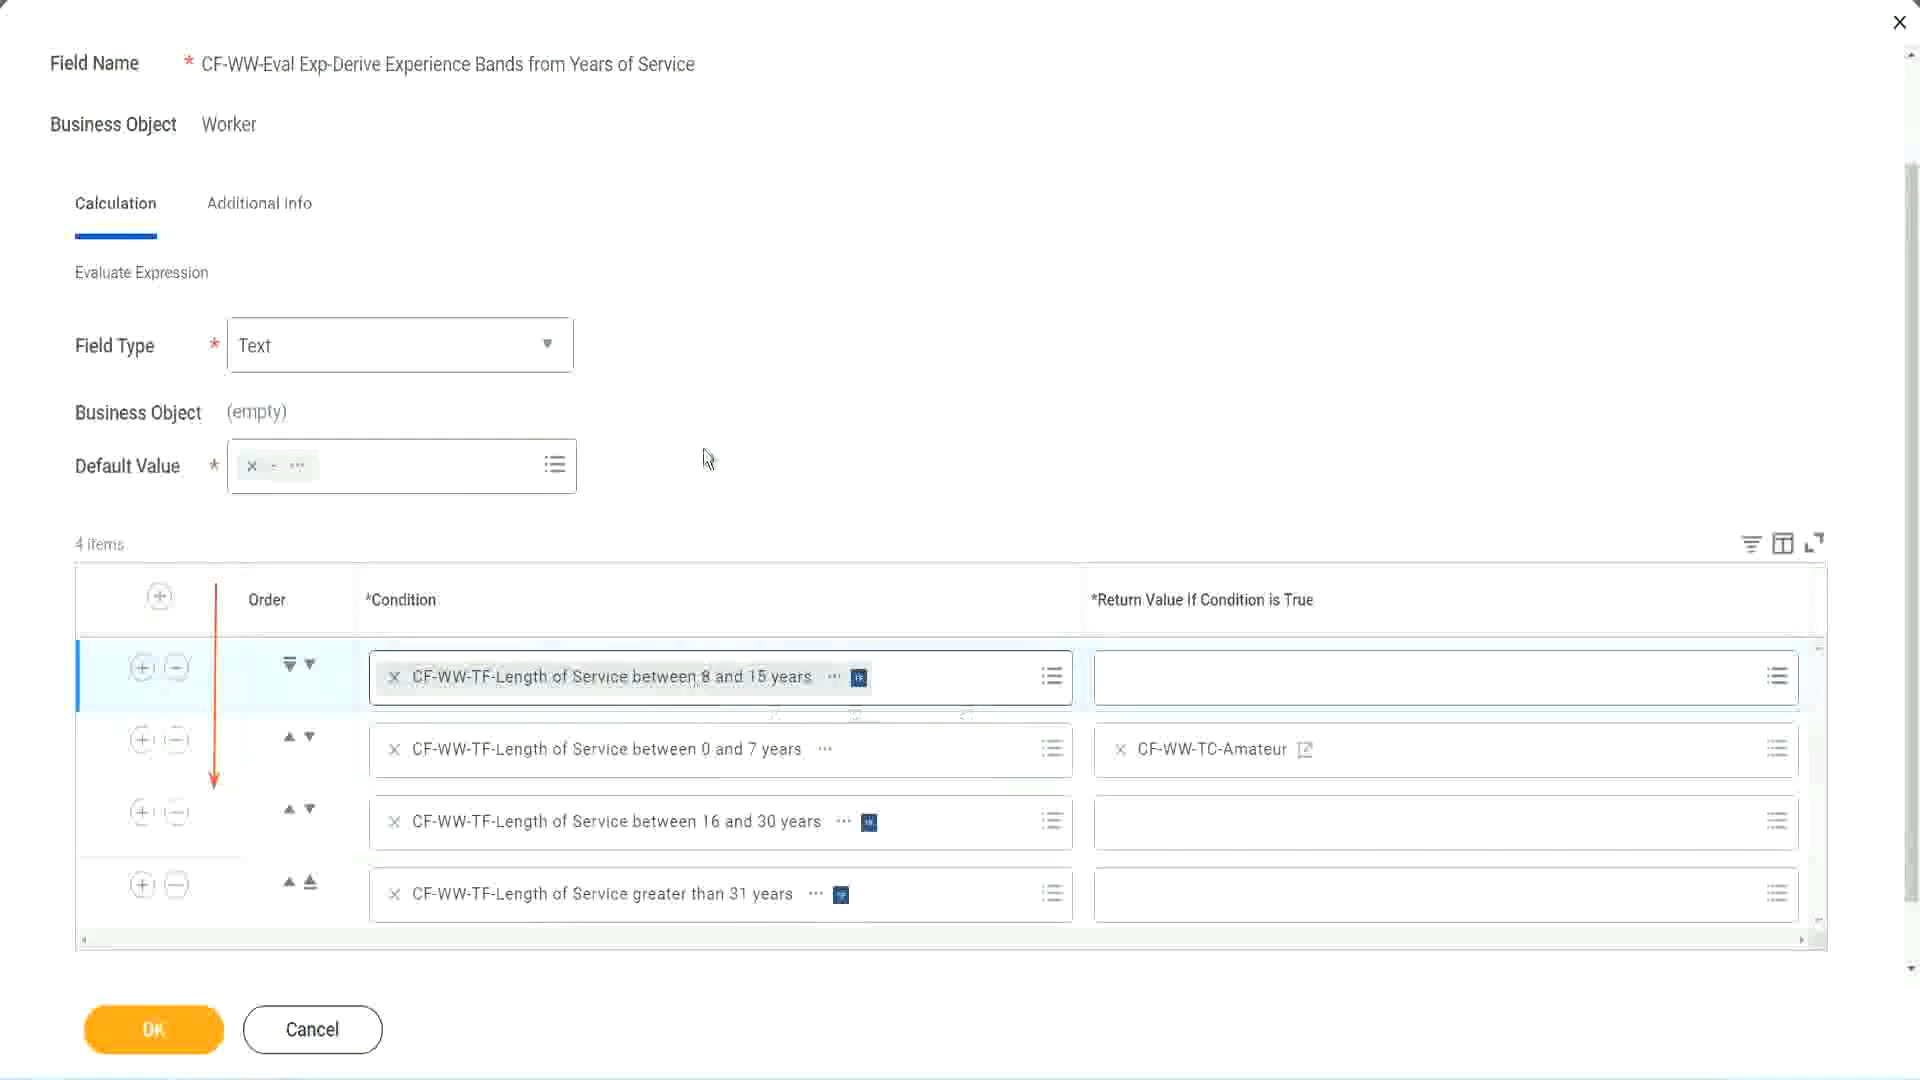 Field Name * CF-WW-Eval Exp-Derive Experience Bands from Years of Service
Business Object Worker
Calculation Additional Info
Evaluate Expression
Field Type * Text
Business Object (empty)
Default Value * × - ...
4 items
Order *Condition *Return Value If Condition is True
CF-WW-TF-Length of Service between 8 and 15 years
CF-WW-TF-Length of Service between 0 and 7 years CF-WW-TC-Amateur
CF-WW-TF-Length of Service between 16 and 30 years
CF-WW-TF-Length of Service greater than 31 years
OK Cancel